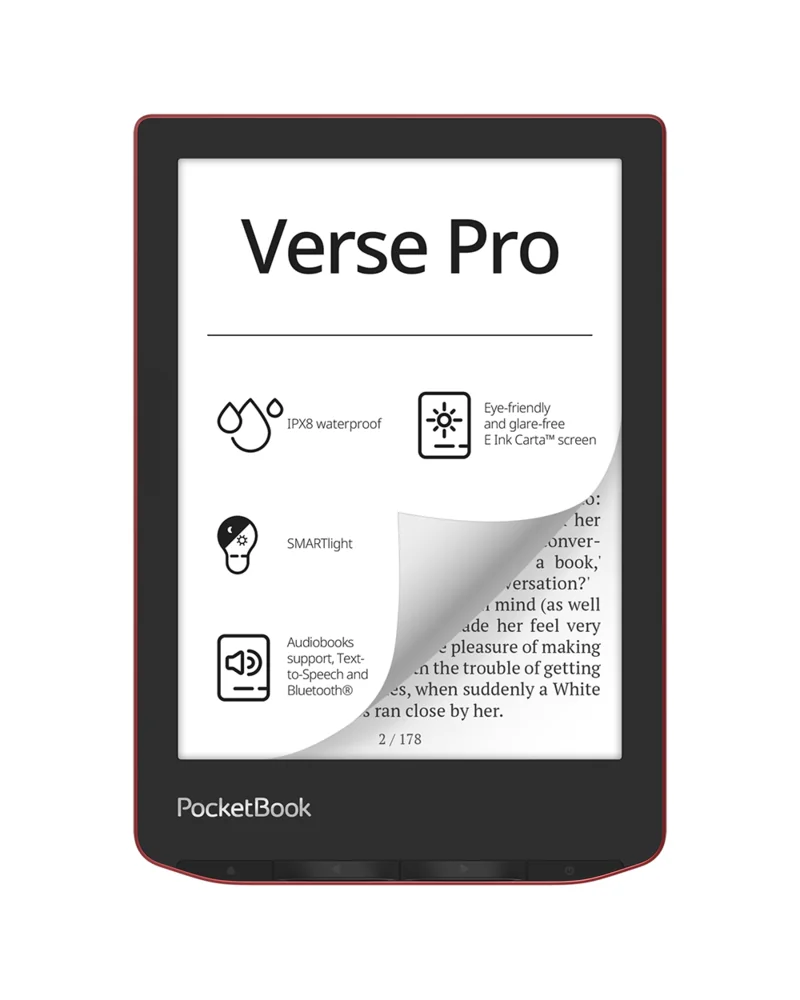 Verse Pro
IPX8 waterproof
Eye-friendly
and glare-free
E Ink Carta™ screen
SMARTlight
Audiobooks
support, Text-
to-Speech and
Bluetooth®
o:
her
onver-
a book,'
versation?'
mind (as well
ade her feel very
pleasure of making
the trouble of getting
es, when suddenly a White
ran close by her.
2 / 178
PocketBook